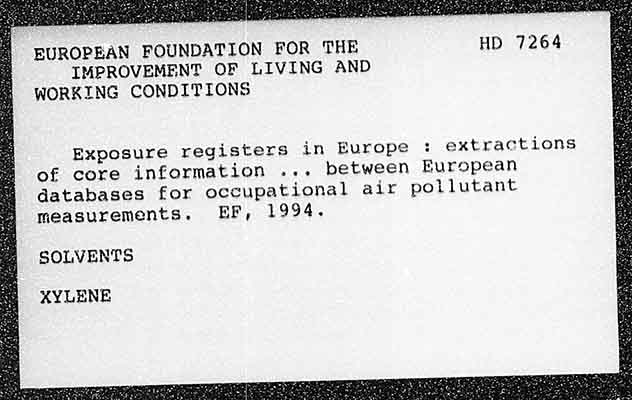 EUROPEAN FOUNDATION FOR THE HD 7264
IMPROVEMENT OF LIVING AND
WORKING CONDITIONS
Exposure registers in Europe : extractions
of core information ... between European
databases for occupational air pollutant
measurements. EF, 1994.
SOLVENTS
XYLENE